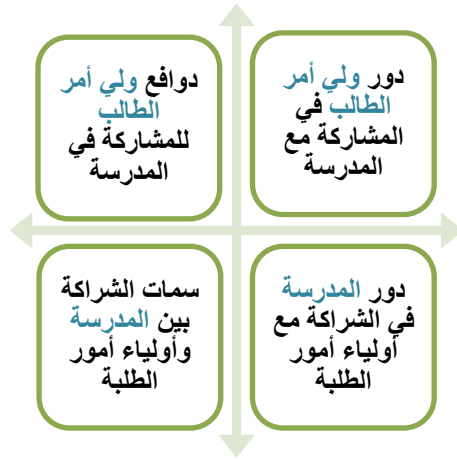 دور ولي أمر
الطالب في
المشاركة مع
المدرسة
دوافع ولي أمر
الطالب
للمشاركة في
المدرسة
دور المدرسة
في الشراكة مع
أولياء أمور
الطلبة
سمات الشراكة
بين المدرسة
وأولياء أمور
الطلبة